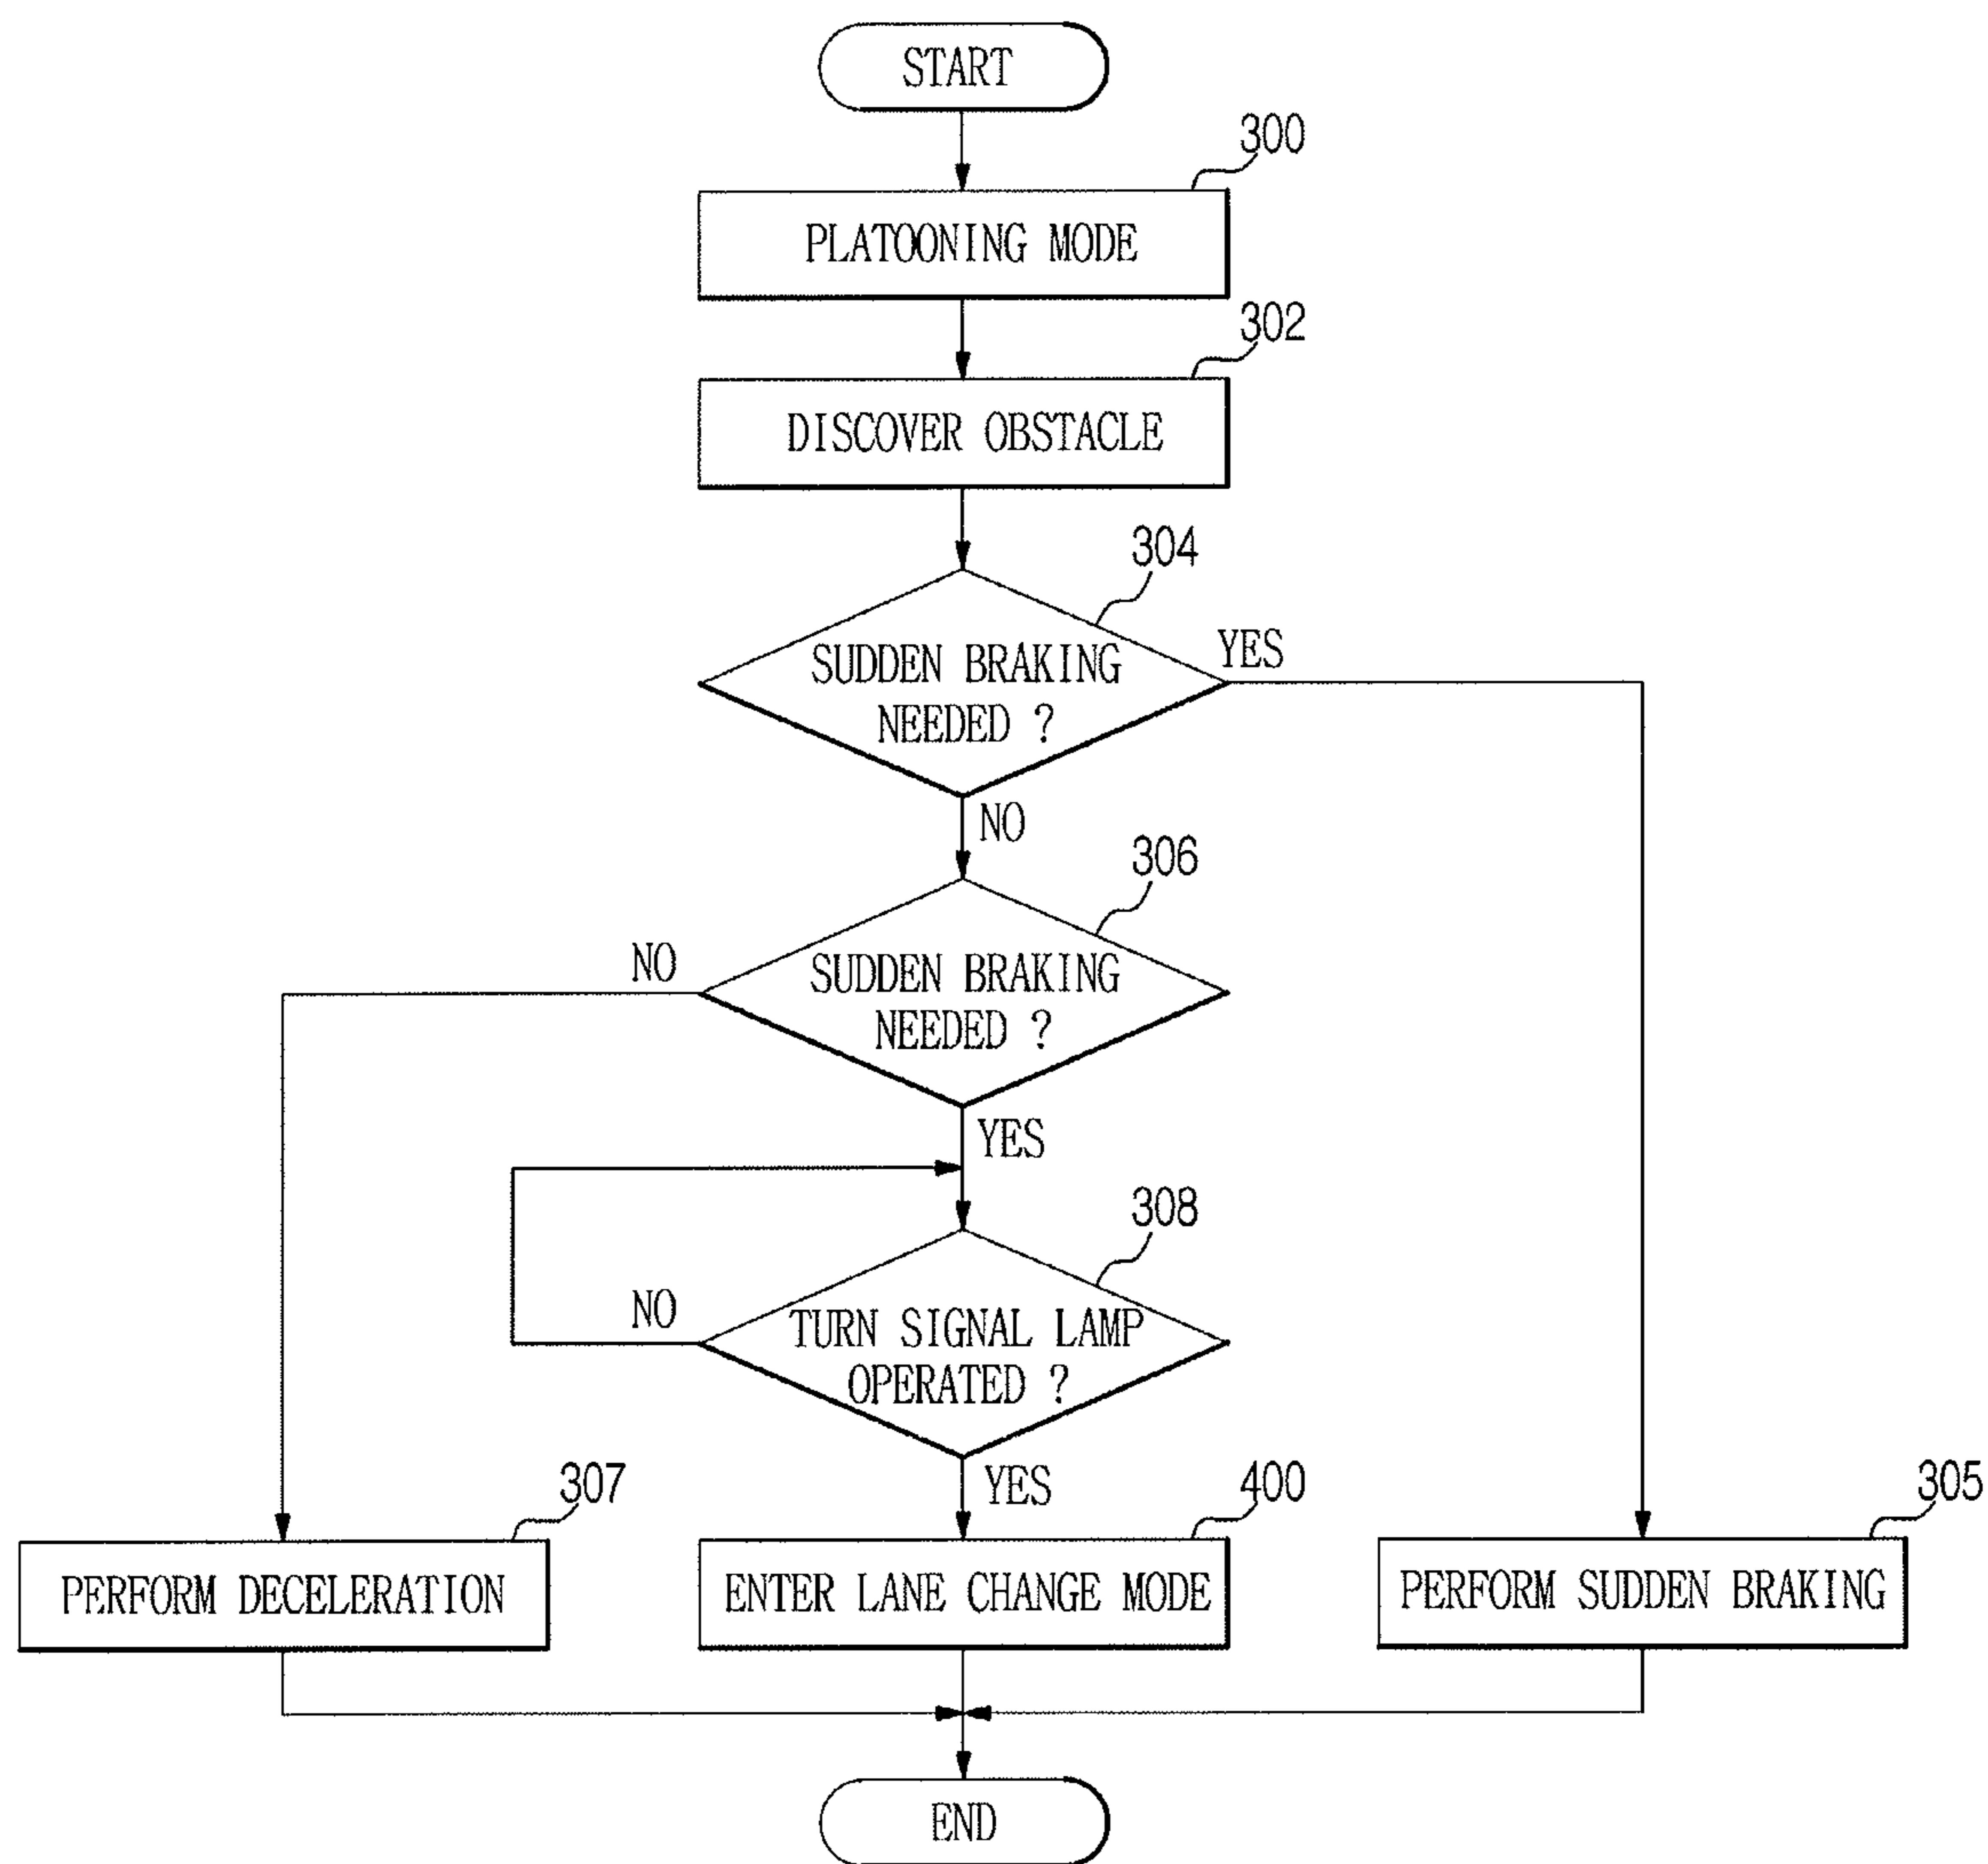 START
300
PLATOONING MODE
302
DISCOVER OBSTACLE
304
SUDDEN BRAKING
NEEDED ?
YES
NO
306
SUDDEN BRAKING
NEEDED ?
NO
YES
308
TURN SIGNAL LAMP
OPERATED ?
NO
YES
307
PERFORM DECELERATION
400
ENTER LANE CHANGE MODE
305
PERFORM SUDDEN BRAKING
END